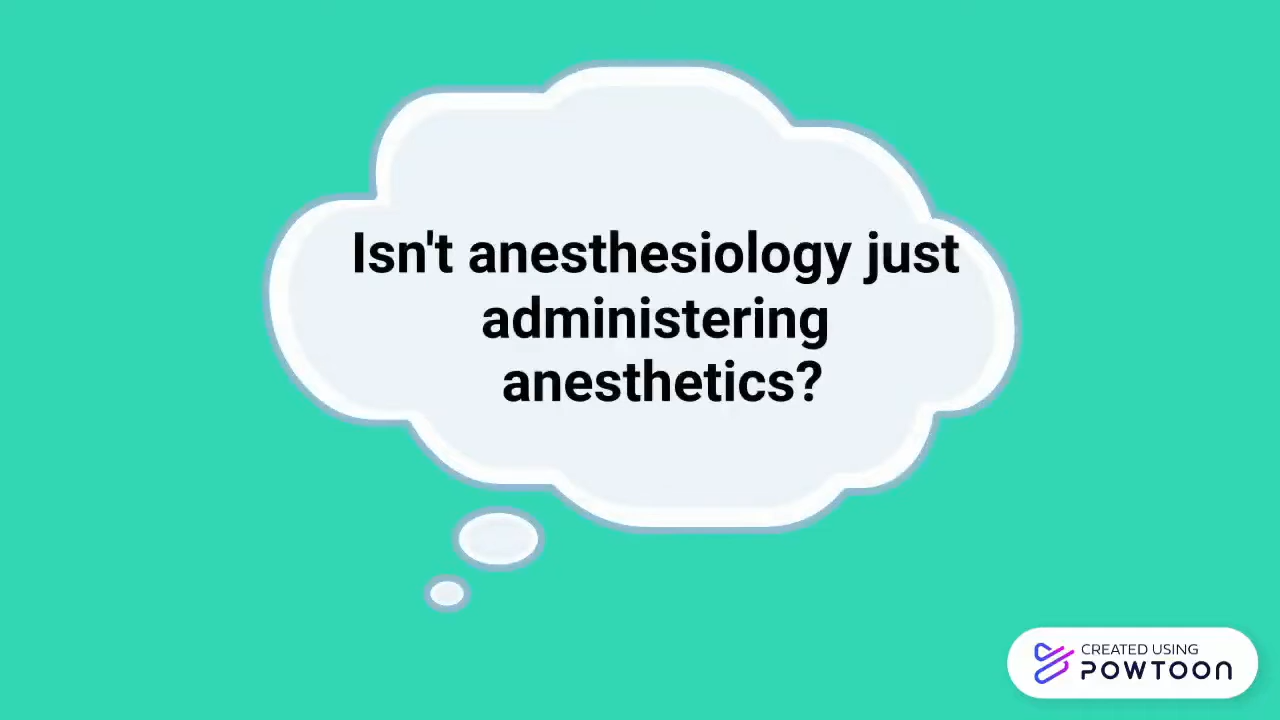 Isn't anesthesiology just
administering
anesthetics?
CREATED USING
POWTOON